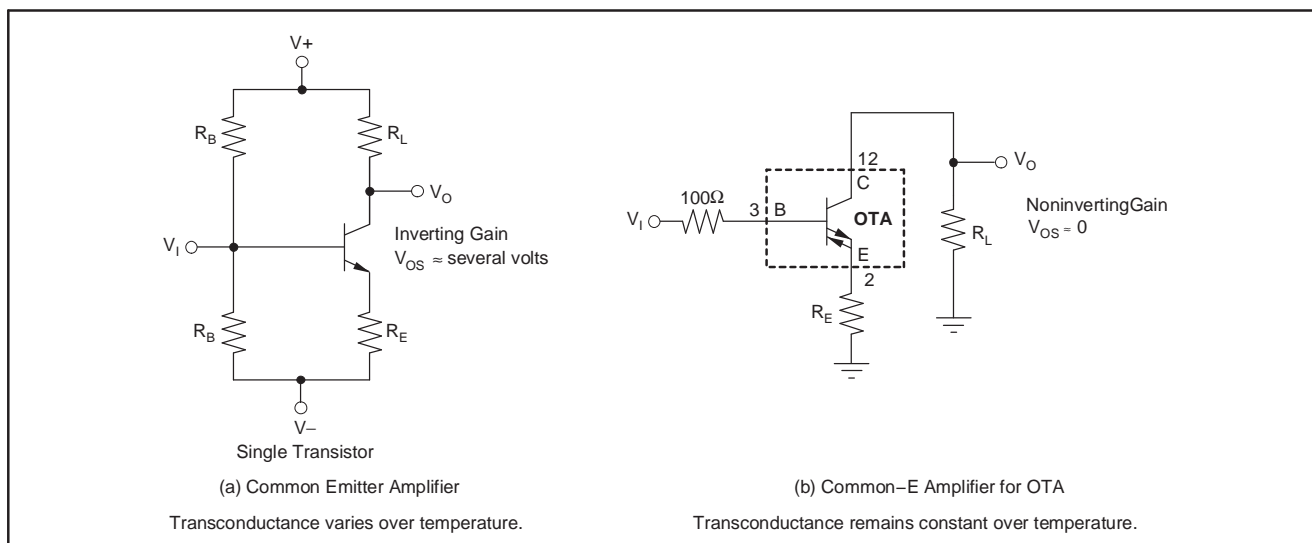 V+
R_B
R_L
V_O
V_I
Inverting Gain
V_OS ≈ several volts
R_B
R_E
V−
Single Transistor
(a) Common Emitter Amplifier
Transconductance varies over temperature.
12
C
V_O
100Ω
3
B
OTA
V_I
NoninvertingGain
V_OS ≈ 0
R_L
E
2
R_E
(b) Common−E Amplifier for OTA
Transconductance remains constant over temperature.